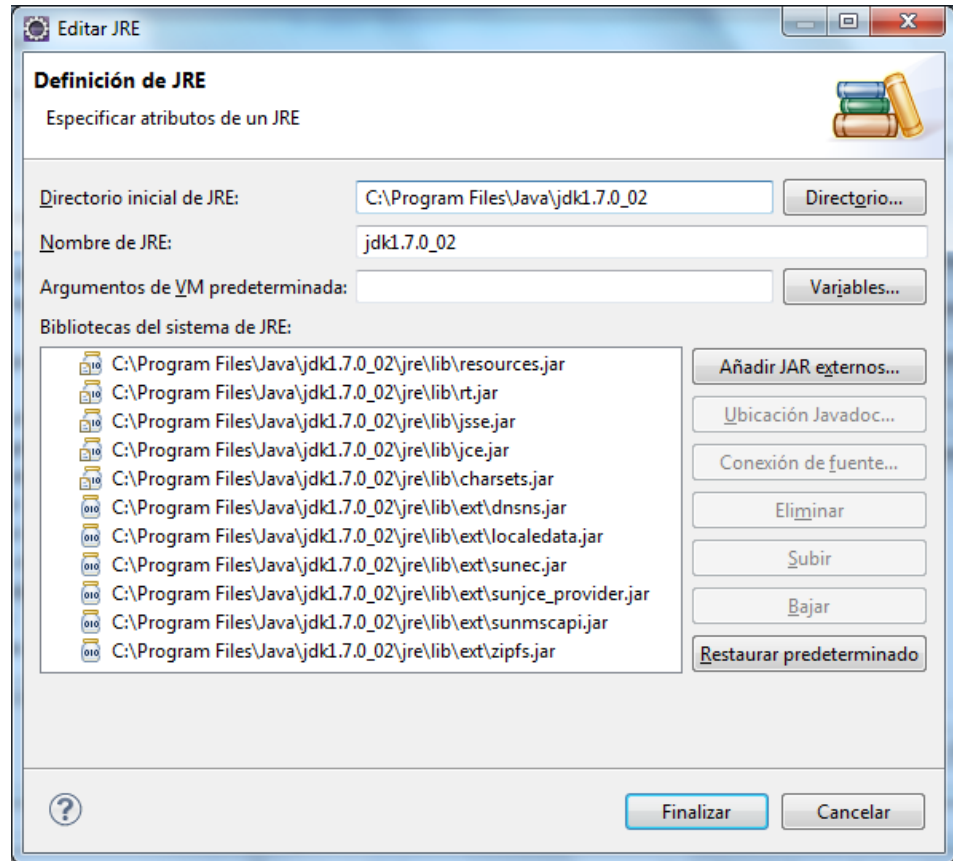 Editar JRE
Definición de JRE
Especificar atributos de un JRE
Directorio inicial de JRE: C:\Program Files\Java\jdk1.7.0_02 Directorio...
Nombre de JRE: jdk1.7.0_02
Argumentos de VM predeterminada: Variables...
Bibliotecas del sistema de JRE:
C:\Program Files\Java\jdk1.7.0_02\jre\lib\resources.jar
C:\Program Files\Java\jdk1.7.0_02\jre\lib\rt.jar
C:\Program Files\Java\jdk1.7.0_02\jre\lib\jsse.jar
C:\Program Files\Java\jdk1.7.0_02\jre\lib\jce.jar
C:\Program Files\Java\jdk1.7.0_02\jre\lib\charsets.jar
C:\Program Files\Java\jdk1.7.0_02\jre\lib\ext\dnsns.jar
C:\Program Files\Java\jdk1.7.0_02\jre\lib\ext\localedata.jar
C:\Program Files\Java\jdk1.7.0_02\jre\lib\ext\sunec.jar
C:\Program Files\Java\jdk1.7.0_02\jre\lib\ext\sunjce_provider.jar
C:\Program Files\Java\jdk1.7.0_02\jre\lib\ext\sunmscapi.jar
C:\Program Files\Java\jdk1.7.0_02\jre\lib\ext\zipfs.jar
Añadir JAR externos...
Ubicación Javadoc...
Conexión de fuente...
Eliminar
Subir
Bajar
Restaurar predeterminado
Finalizar Cancelar